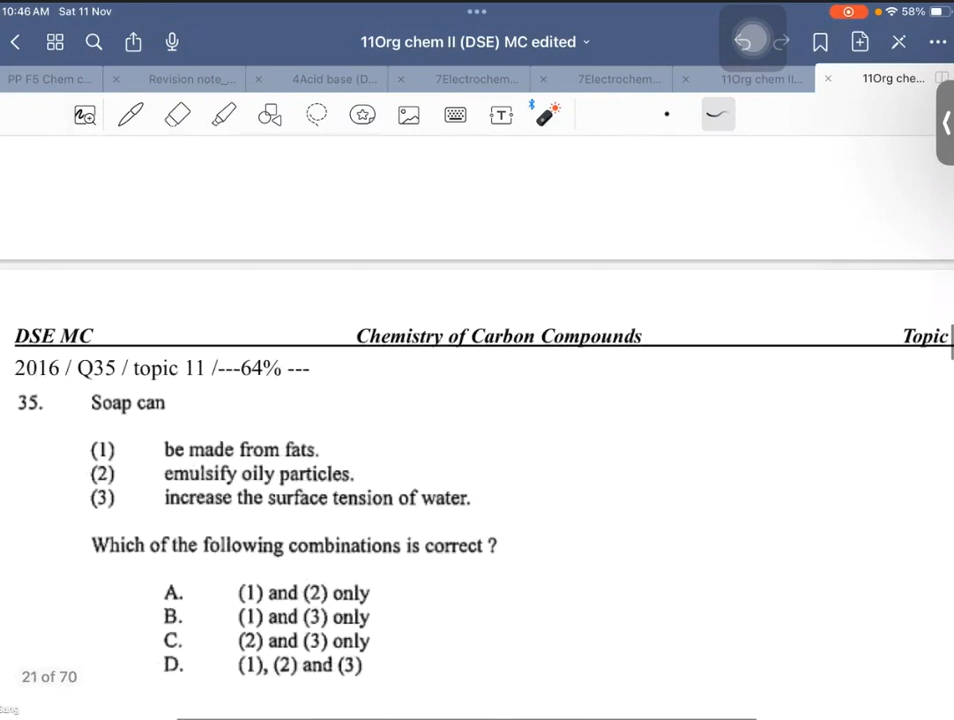 10:46 AM Sat 11 Nov
58%
11Org chem II (DSE) MC edited
PP F5 Chem c...
Revision note_...
4Acid base (D...
7Electrochem...
7Electrochem...
11Org chem II...
11Org che...
DSE MC Chemistry of Carbon Compounds Topic
2016 / Q35 / topic 11 /---64% ---
35. Soap can
(1) be made from fats.
(2) emulsify oily particles.
(3) increase the surface tension of water.
Which of the following combinations is correct ?
A. (1) and (2) only
B. (1) and (3) only
C. (2) and (3) only
D. (1), (2) and (3)
21 of 70